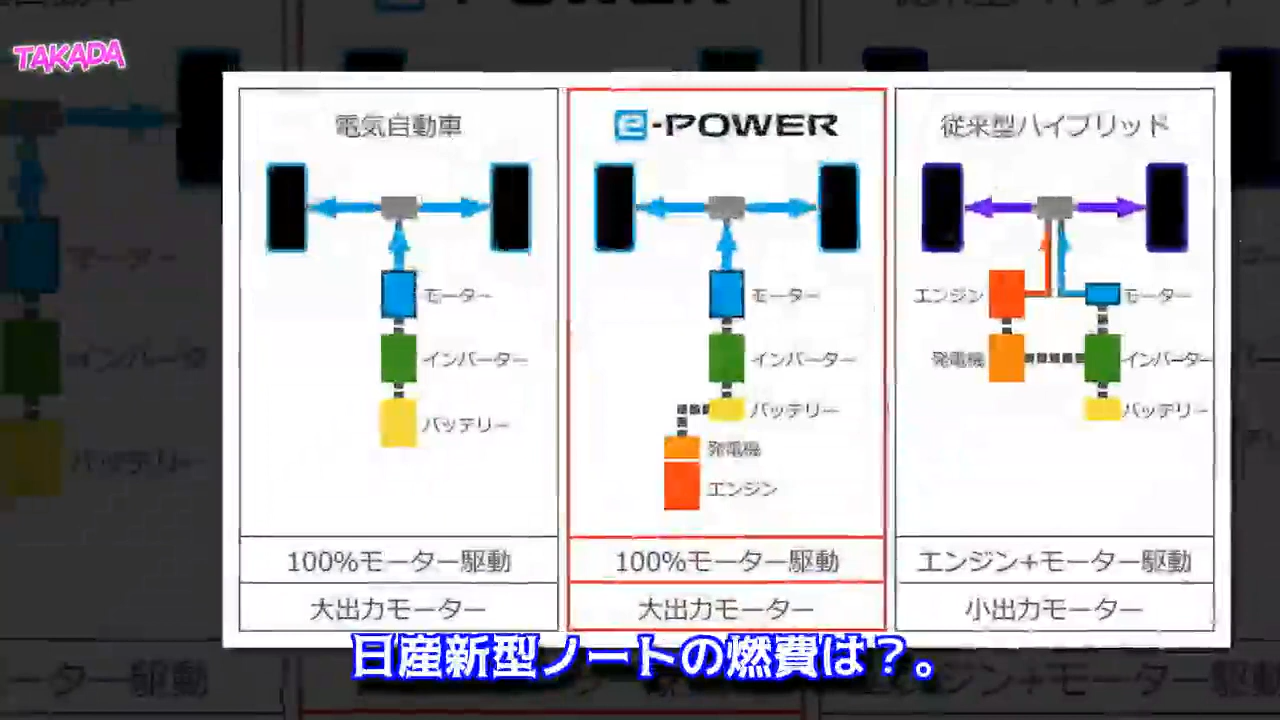 TAKADA
電気自動車
モーター
インバーター
バッテリー
100%モーター駆動
大出力モーター
e-POWER
モーター
インバーター
バッテリー
発電機
エンジン
100%モーター駆動
大出力モーター
従来型ハイブリッド
エンジン
モーター
発電機
インバーター
バッテリー
エンジン+モーター駆動
小出力モーター
日産新型ノートの燃費は？。